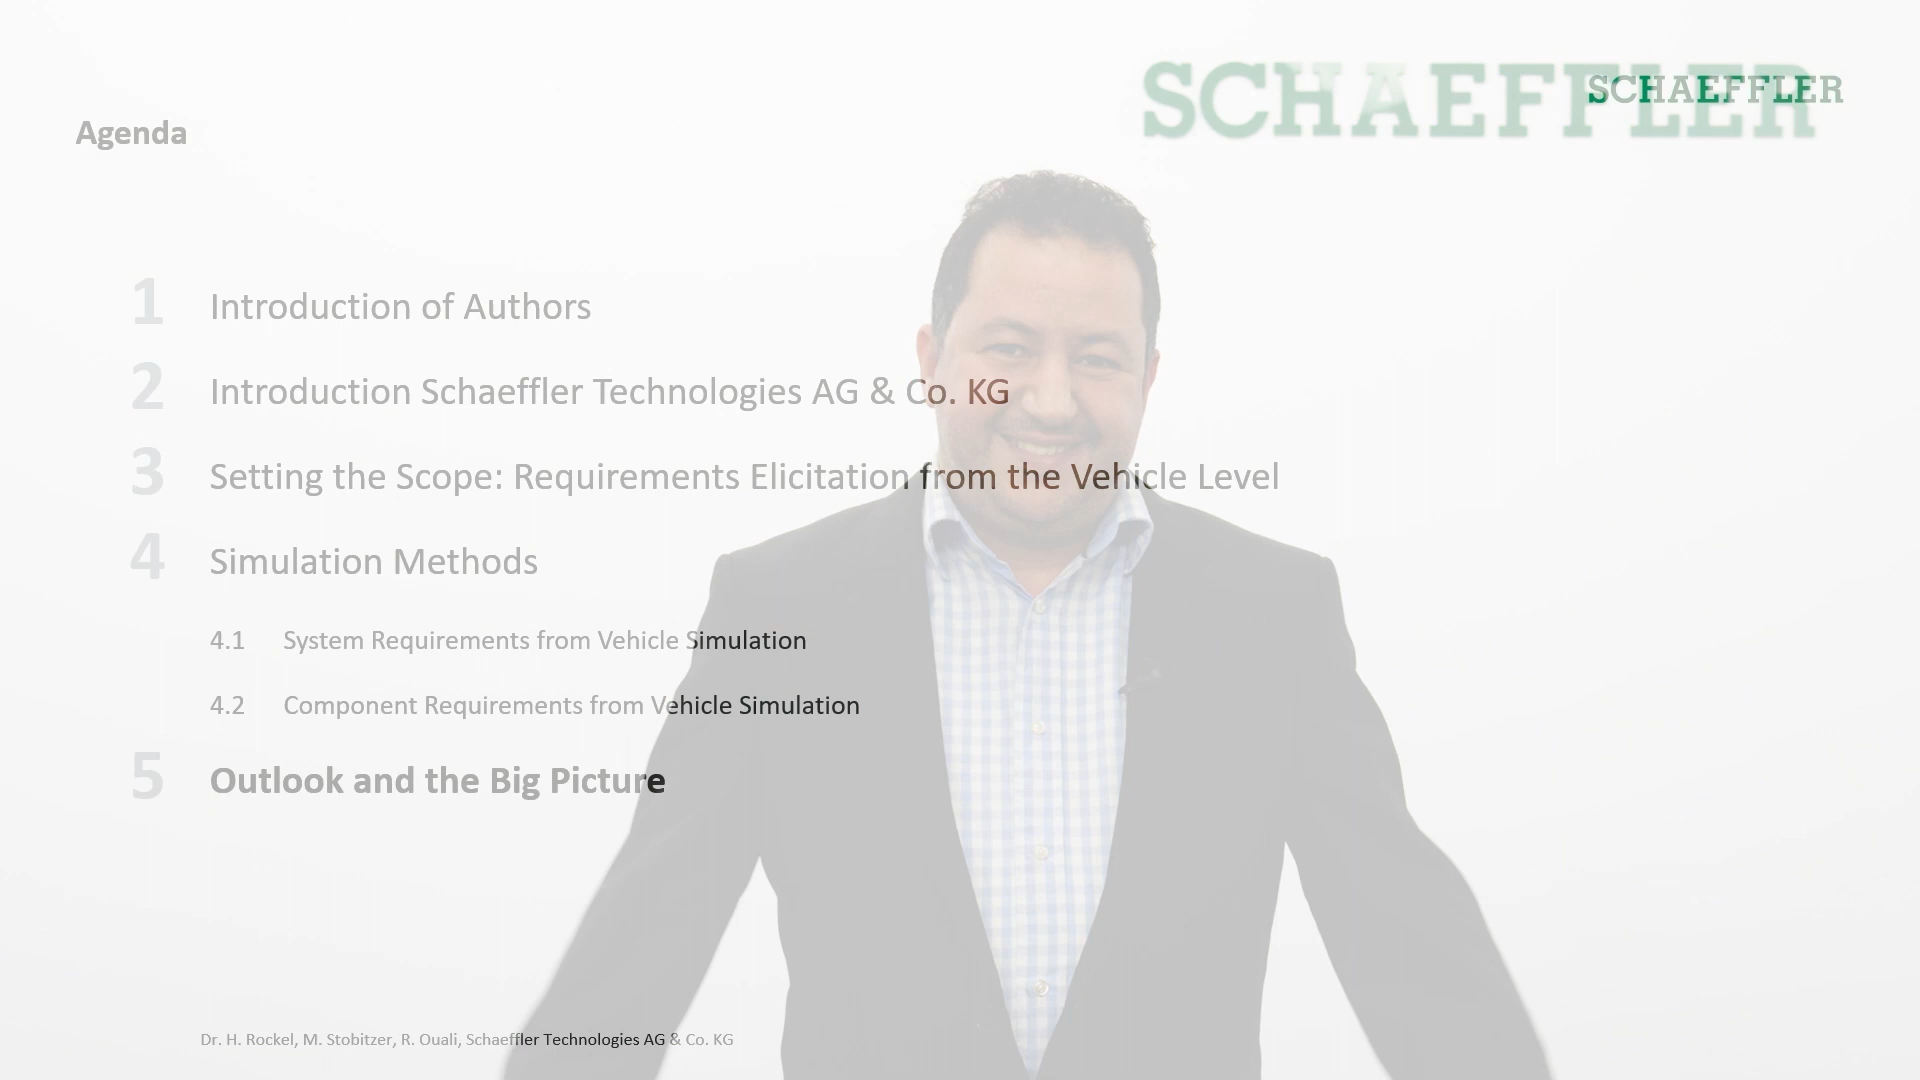 SCHAEFFLER
SCHAEFFLER
Agenda
1 Introduction of Authors
2 Introduction Schaeffler Technologies AG & Co. KG
3 Setting the Scope: Requirements Elicitation from the Vehicle Level
4 Simulation Methods
4.1 System Requirements from Vehicle Simulation
4.2 Component Requirements from Vehicle Simulation
5 Outlook and the Big Picture
Dr. H. Rockel, M. Stobitzer, R. Ouali, Schaeffler Technologies AG & Co. KG